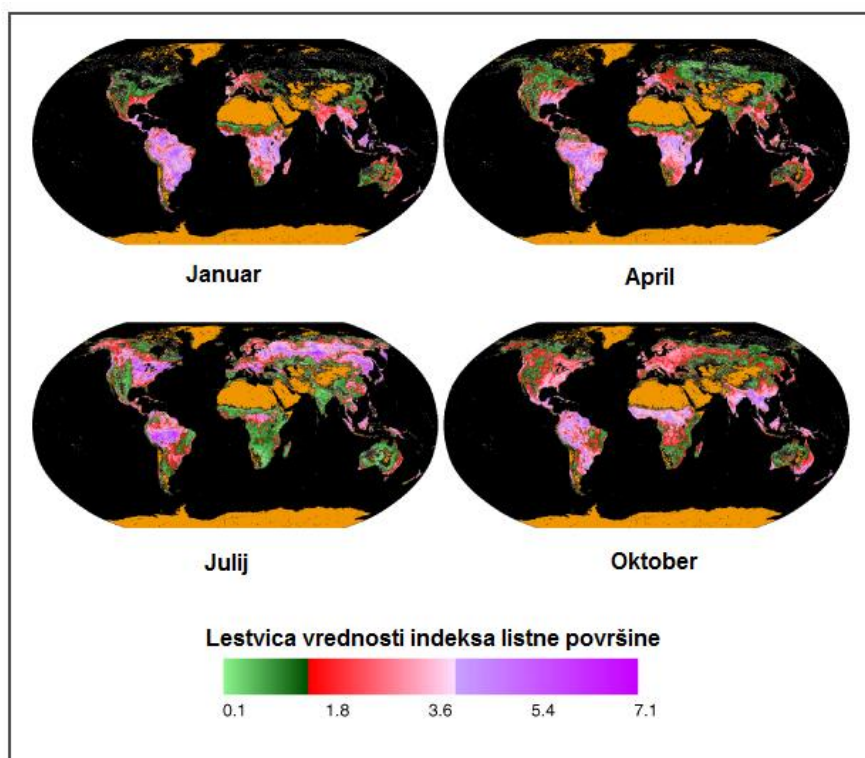 Januar
April
Julij
Oktober
Lestvica vrednosti indeksa listne površine
0.1 1.8 3.6 5.4 7.1